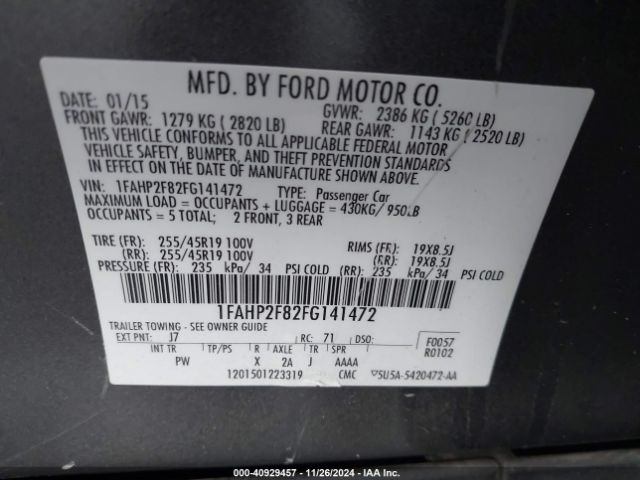 MFD. BY FORD MOTOR CO.
DATE: 01/15 GVWR: 2386 KG ( 5260 LB)
FRONT GAWR: 1279 KG ( 2820 LB) REAR GAWR: 1143 KG ( 2520 LB)
THIS VEHICLE CONFORMS TO ALL APPLICABLE FEDERAL MOTOR
VEHICLE SAFETY, BUMPER, AND THEFT PREVENTION STANDARDS
IN EFFECT ON THE DATE OF MANUFACTURE SHOWN ABOVE.
VIN: 1FAHP2F82FG141472 TYPE: Passenger Car
MAXIMUM LOAD = OCCUPANTS + LUGGAGE = 430KG/ 950LB
OCCUPANTS = 5 TOTAL; 2 FRONT, 3 REAR
TIRE (FR): 255/45R19 100V RIMS (FR): 19X8.5J
(RR): 255/45R19 100V (RR): 19X8.5J
PRESSURE (FR): 235 kPa/ 34 PSI COLD (RR): 235 kPa/ 34 PSI COLD
1FAHP2F82FG141472
TRAILER TOWING - SEE OWNER GUIDE
EXT PNT: J7 RC: 71 DSO: F0057
R0102
INT TR TP/PS R AXLE TR SPR
PW X 2A J AAAA
1201501223319 CMC 5U5A-5420472-AA
000-40929457 - 11/26/2024 - IAA